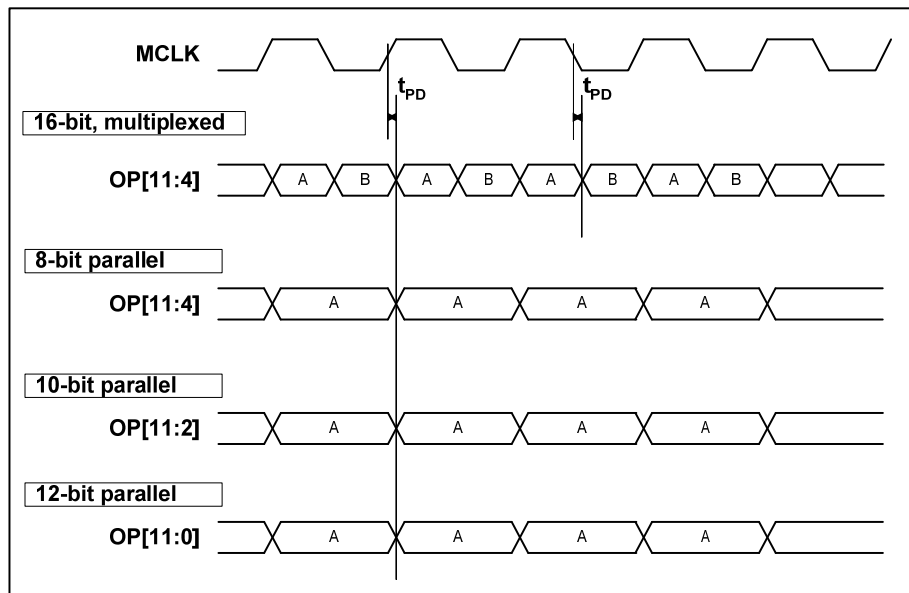 MCLK
tPD tPD
16-bit, multiplexed
OP[11:4] A B A B A B A B
8-bit parallel
OP[11:4] A A A A
10-bit parallel
OP[11:2] A A A A
12-bit parallel
OP[11:0] A A A A